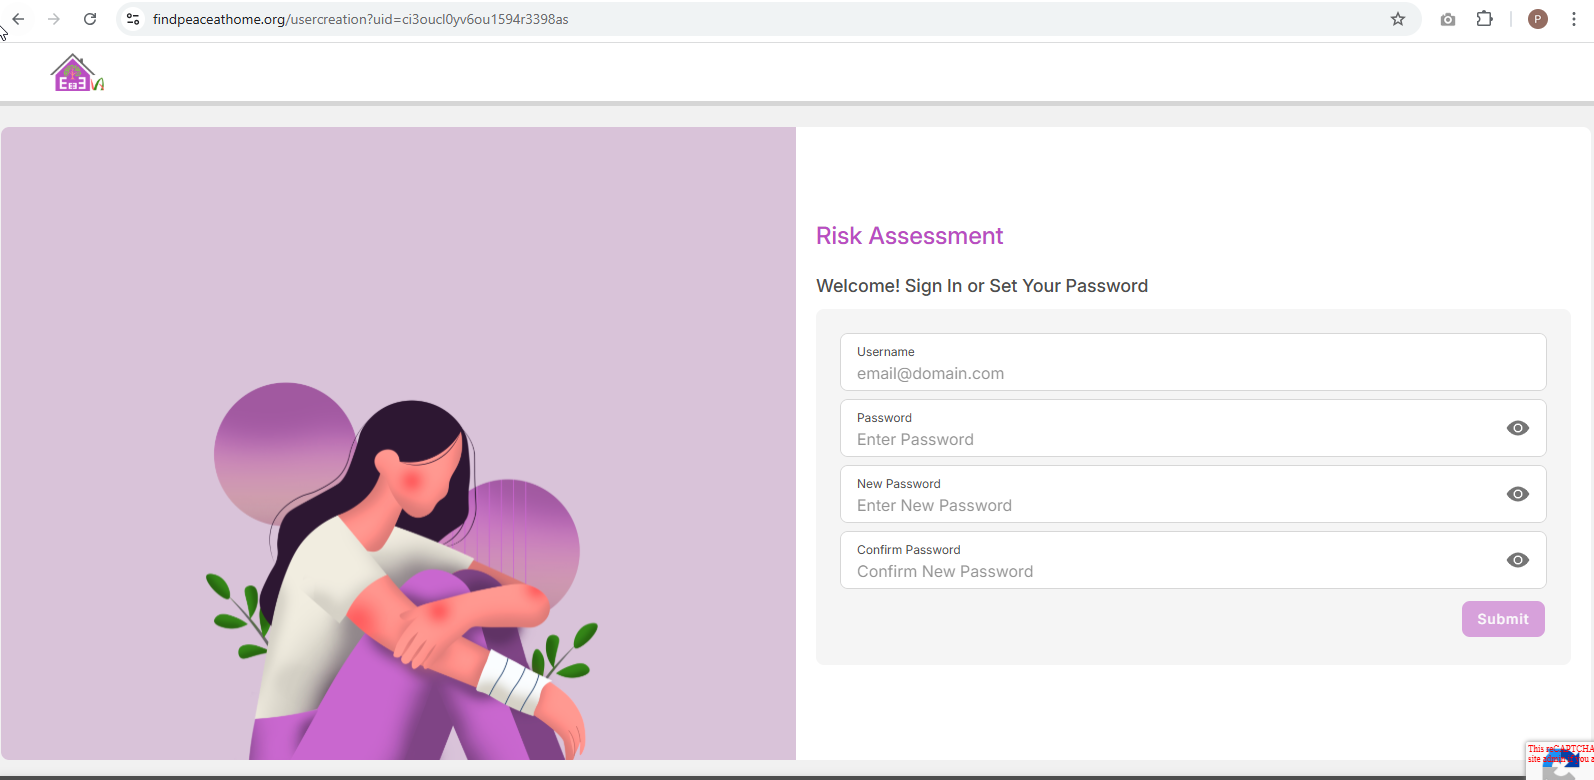 findpeaceathome.org/usercreation?uid=ci3oucl0yv6ou1594r3398as
P
E E
Risk Assessment
Welcome! Sign In or Set Your Password
Username
email@domain.com
Password
Enter Password
New Password
Enter New Password
Confirm Password
Confirm New Password
Submit
This reCAPTCHA
site